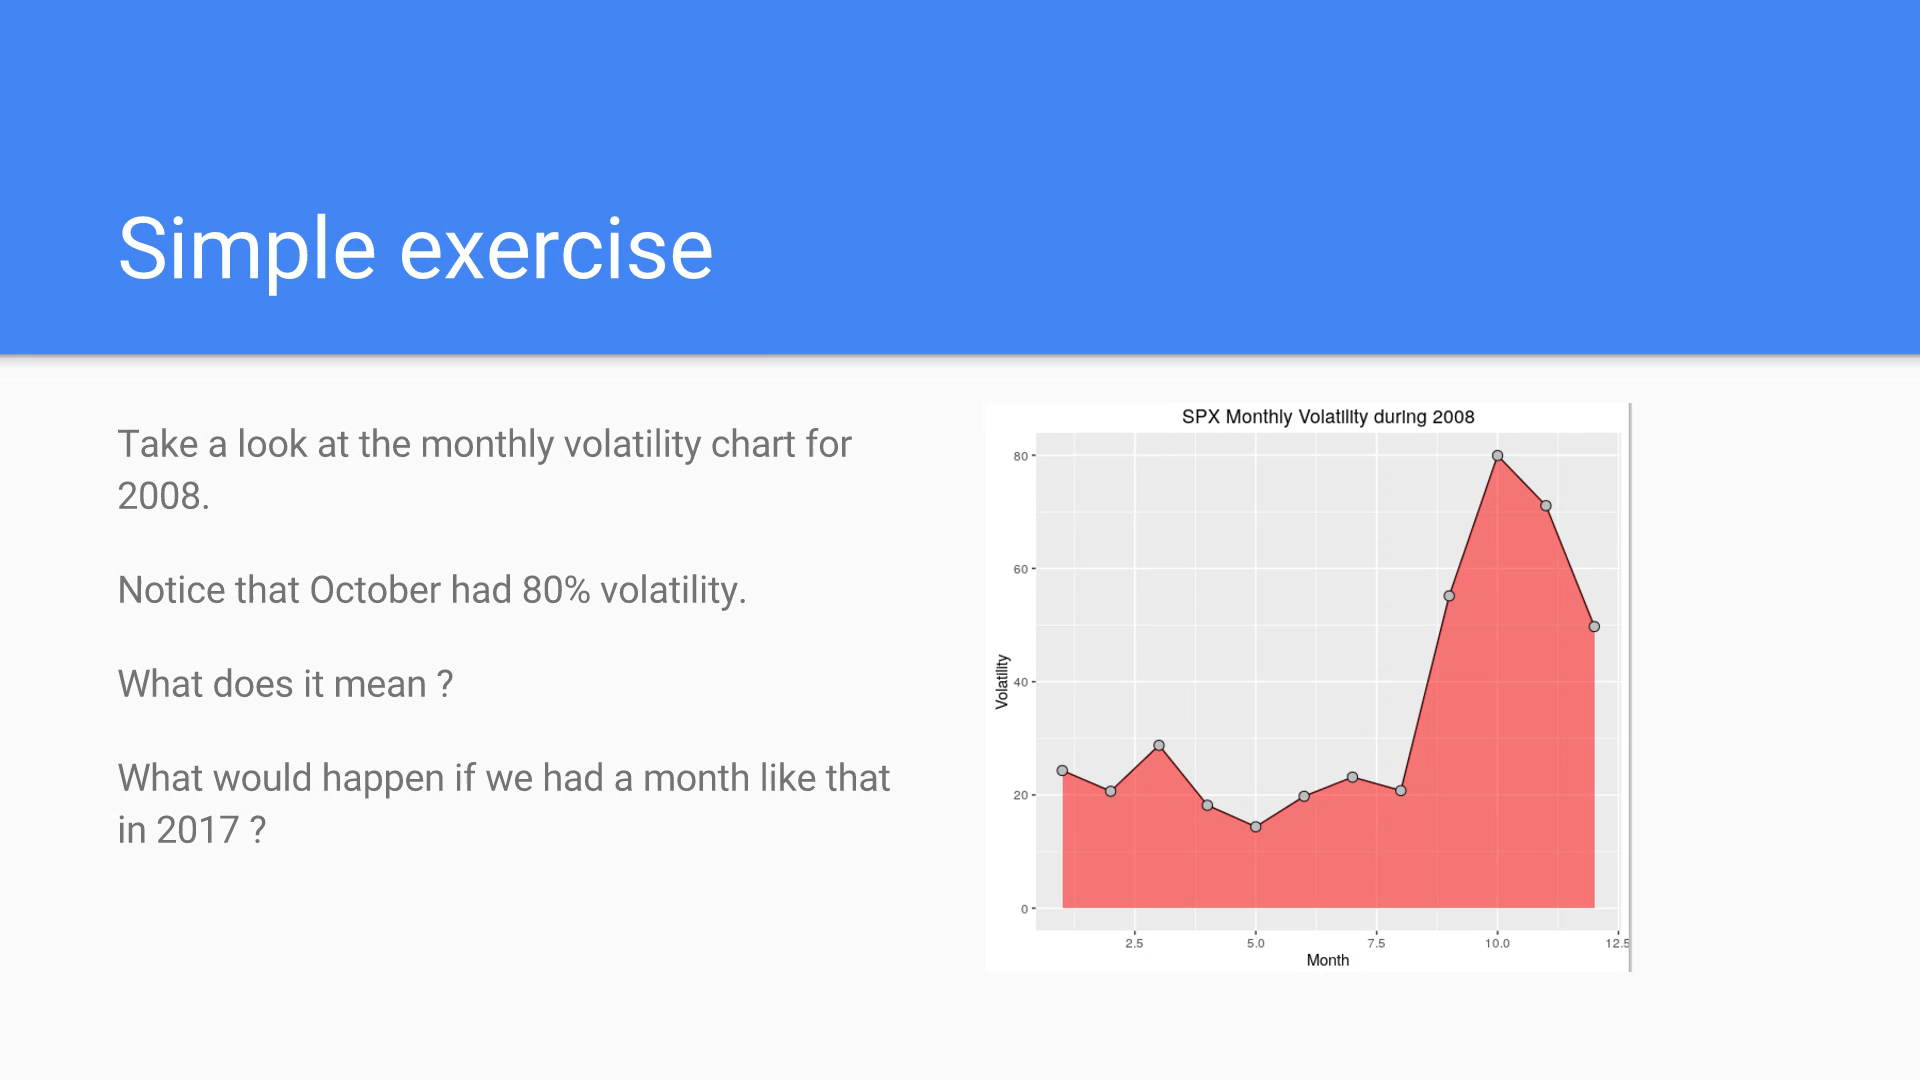 Simple exercise
Take a look at the monthly volatility chart for
2008.
Notice that October had 80% volatility.
What does it mean ?
What would happen if we had a month like that
in 2017 ?
SPX Monthly Volatility during 2008
Volatility
80
60
40
20
0
2.5 5.0 7.5 10.0 12.5
Month